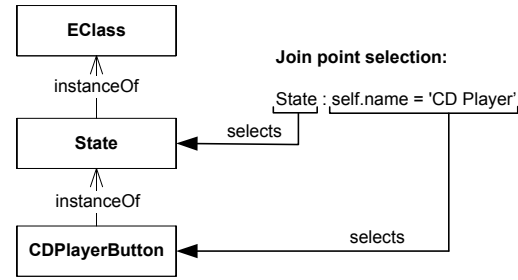 EClass
Join point selection:
instanceOf
State : self.name = 'CD Player’
selects
State
instanceOf
selects
CDPlayerButton